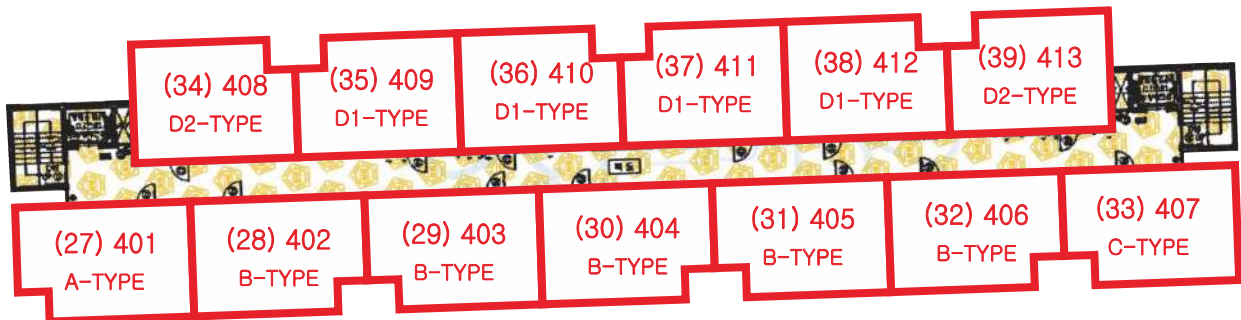 (34) 408
D2-TYPE
(35) 409
D1-TYPE
(36) 410
D1-TYPE
(37) 411
D1-TYPE
(38) 412
D1-TYPE
(39) 413
D2-TYPE
(27) 401
A-TYPE
(28) 402
B-TYPE
(29) 403
B-TYPE
(30) 404
B-TYPE
(31) 405
B-TYPE
(32) 406
B-TYPE
(33) 407
C-TYPE